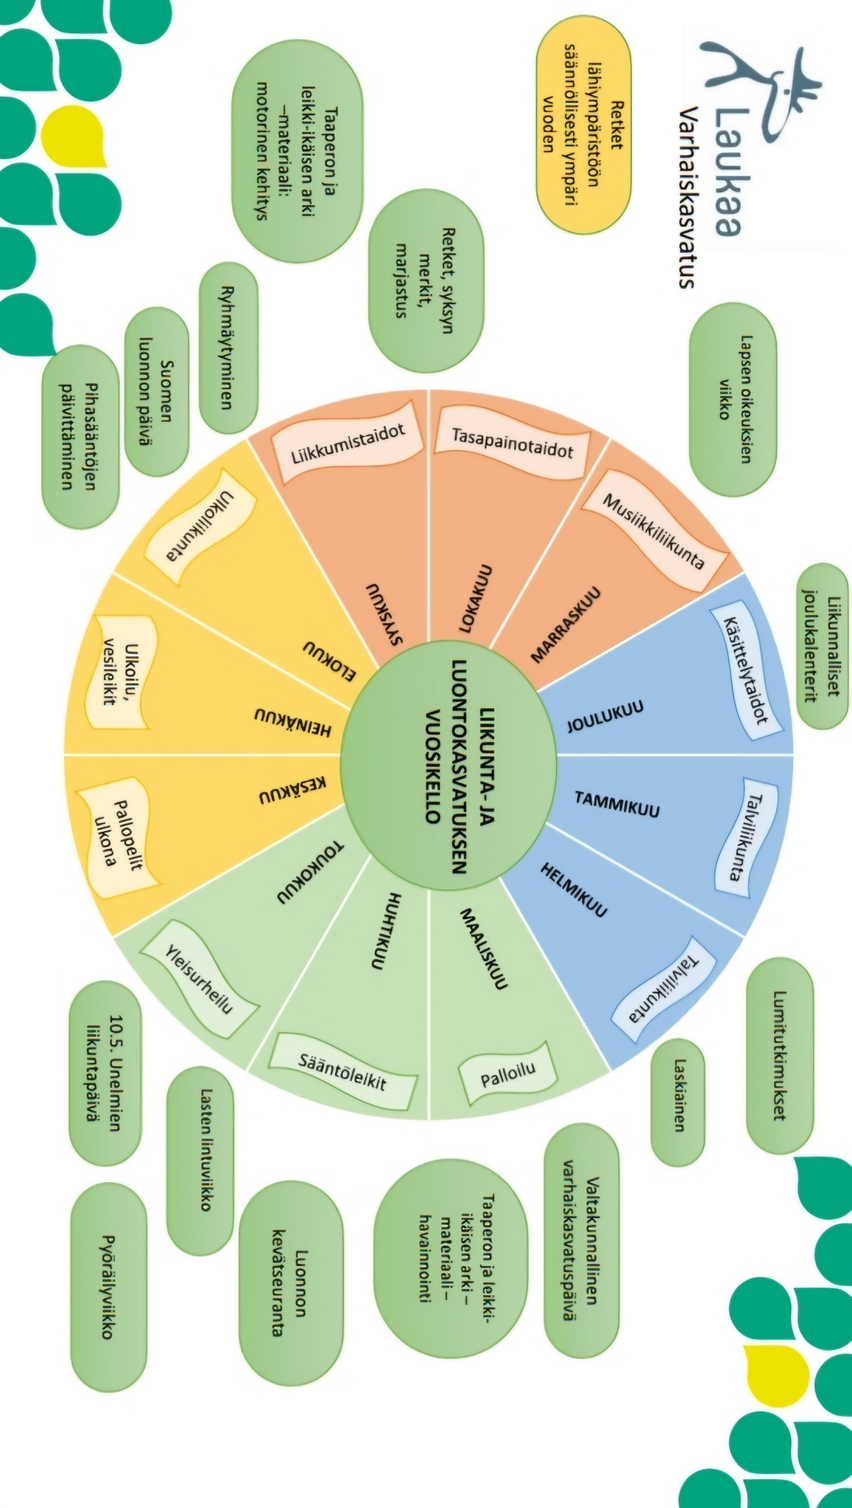 Laukaa
Varhaiskasvatus
Retket
lähiympäristöön
säännöllisesti ympäri
vuoden
Lapsen oikeuksien
viikko
Liikunnalliset
joulukalenterit
Lumitutkimukset
Laskiainen
Valtakunnallinen
varhaiskasvatuspäivä
Taaperon ja leikki-
ikäisen arki –
materiaali –
havainnointi
Luonnon
kevätseuranta
Lasten lintuviikko
Pyöräilyviikko
10.5. Unelmien
liikuntapäivä
Pihasääntöjen
päivittäminen
Suomen
luonnon päivä
Ryhmäytyminen
Taaperon ja
leikki-ikäisen arki
–materiaali:
motorinen kehitys
Retket, syksyn
merkit,
marjastus
LIIKUNTA- JA
LUONTOKASVATUKSEN
VUOSIKELLO
TAMMIKUU
Talviliikunta
HELMIKUU
Talviliikunta
MAALISKUU
Palloilu
HUHTIKUU
Sääntöleikit
TOUKOKUU
Yleisurheilu
KESÄKUU
Pallopelit
ulkona
HEINÄKUU
Ulkoilu,
vesileikit
ELOKUU
Ulkoliikunta
SYYSKUU
Liikkumistaidot
LOKAKUU
Tasapainotaidot
MARRASKUU
Musiikkiliikunta
JOULUKUU
Käsittelytaidot